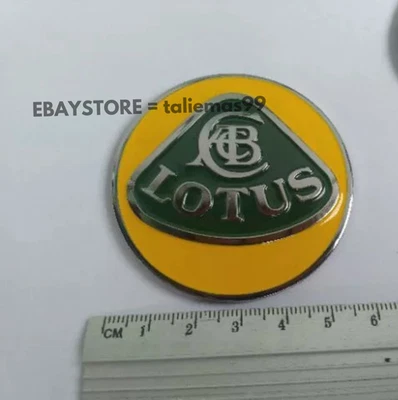 EBAYSTORE = taliemas99
ACBC
LOTUS
CM 1 2 3 4 5 6